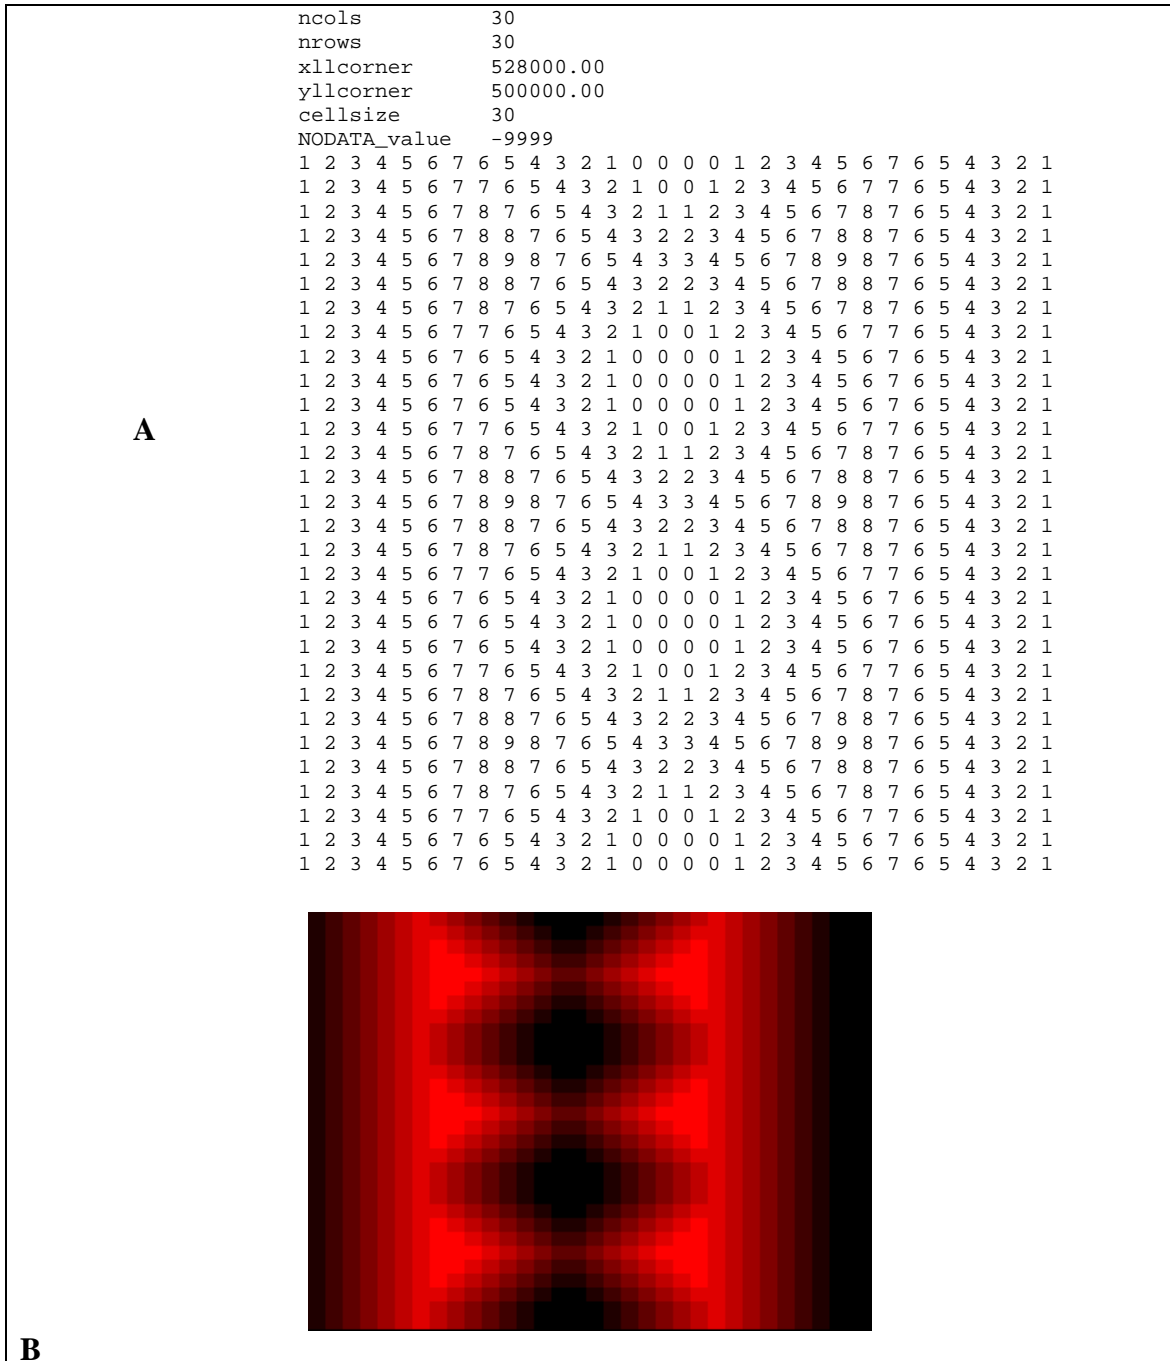 ncols 30
nrows 30
xllcorner 528000.00
yllcorner 500000.00
cellsize 30
NODATA_value -9999
1 2 3 4 5 6 7 6 5 4 3 2 1 0 0 0 0 1 2 3 4 5 6 7 6 5 4 3 2 1
1 2 3 4 5 6 7 7 6 5 4 3 2 1 0 0 1 2 3 4 5 6 7 7 6 5 4 3 2 1
1 2 3 4 5 6 7 8 7 6 5 4 3 2 1 1 2 3 4 5 6 7 8 7 6 5 4 3 2 1
1 2 3 4 5 6 7 8 8 7 6 5 4 3 2 2 3 4 5 6 7 8 8 7 6 5 4 3 2 1
1 2 3 4 5 6 7 8 9 8 7 6 5 4 3 3 4 5 6 7 8 9 8 7 6 5 4 3 2 1
1 2 3 4 5 6 7 8 8 7 6 5 4 3 2 2 3 4 5 6 7 8 8 7 6 5 4 3 2 1
1 2 3 4 5 6 7 8 7 6 5 4 3 2 1 1 2 3 4 5 6 7 8 7 6 5 4 3 2 1
1 2 3 4 5 6 7 7 6 5 4 3 2 1 0 0 1 2 3 4 5 6 7 7 6 5 4 3 2 1
1 2 3 4 5 6 7 6 5 4 3 2 1 0 0 0 0 1 2 3 4 5 6 7 6 5 4 3 2 1
1 2 3 4 5 6 7 6 5 4 3 2 1 0 0 0 0 1 2 3 4 5 6 7 6 5 4 3 2 1
1 2 3 4 5 6 7 6 5 4 3 2 1 0 0 0 0 1 2 3 4 5 6 7 6 5 4 3 2 1
A
1 2 3 4 5 6 7 7 6 5 4 3 2 1 0 0 1 2 3 4 5 6 7 7 6 5 4 3 2 1
1 2 3 4 5 6 7 8 7 6 5 4 3 2 1 1 2 3 4 5 6 7 8 7 6 5 4 3 2 1
1 2 3 4 5 6 7 8 8 7 6 5 4 3 2 2 3 4 5 6 7 8 8 7 6 5 4 3 2 1
1 2 3 4 5 6 7 8 9 8 7 6 5 4 3 3 4 5 6 7 8 9 8 7 6 5 4 3 2 1
1 2 3 4 5 6 7 8 8 7 6 5 4 3 2 2 3 4 5 6 7 8 8 7 6 5 4 3 2 1
1 2 3 4 5 6 7 8 7 6 5 4 3 2 1 1 2 3 4 5 6 7 8 7 6 5 4 3 2 1
1 2 3 4 5 6 7 7 6 5 4 3 2 1 0 0 1 2 3 4 5 6 7 7 6 5 4 3 2 1
1 2 3 4 5 6 7 6 5 4 3 2 1 0 0 0 0 1 2 3 4 5 6 7 6 5 4 3 2 1
1 2 3 4 5 6 7 6 5 4 3 2 1 0 0 0 0 1 2 3 4 5 6 7 6 5 4 3 2 1
1 2 3 4 5 6 7 6 5 4 3 2 1 0 0 0 0 1 2 3 4 5 6 7 6 5 4 3 2 1
1 2 3 4 5 6 7 7 6 5 4 3 2 1 0 0 1 2 3 4 5 6 7 7 6 5 4 3 2 1
1 2 3 4 5 6 7 8 7 6 5 4 3 2 1 1 2 3 4 5 6 7 8 7 6 5 4 3 2 1
1 2 3 4 5 6 7 8 8 7 6 5 4 3 2 2 3 4 5 6 7 8 8 7 6 5 4 3 2 1
1 2 3 4 5 6 7 8 9 8 7 6 5 4 3 3 4 5 6 7 8 9 8 7 6 5 4 3 2 1
1 2 3 4 5 6 7 8 8 7 6 5 4 3 2 2 3 4 5 6 7 8 8 7 6 5 4 3 2 1
1 2 3 4 5 6 7 8 7 6 5 4 3 2 1 1 2 3 4 5 6 7 8 7 6 5 4 3 2 1
1 2 3 4 5 6 7 7 6 5 4 3 2 1 0 0 1 2 3 4 5 6 7 7 6 5 4 3 2 1
1 2 3 4 5 6 7 6 5 4 3 2 1 0 0 0 0 1 2 3 4 5 6 7 6 5 4 3 2 1
1 2 3 4 5 6 7 6 5 4 3 2 1 0 0 0 0 1 2 3 4 5 6 7 6 5 4 3 2 1
B